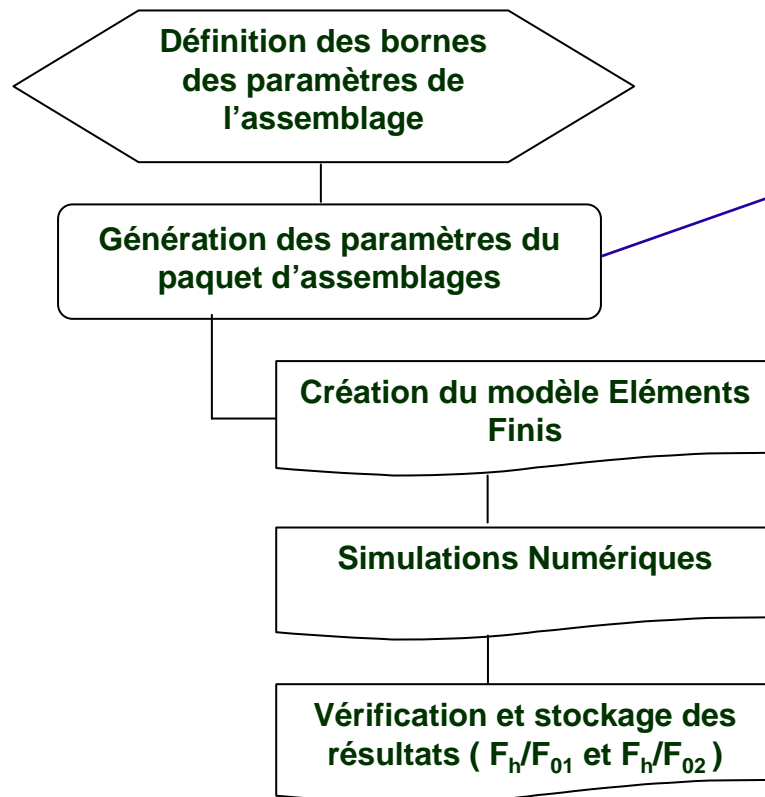 Définition des bornes
des paramètres de
l’assemblage
Génération des paramètres du
paquet d’assemblages
Création du modèle Eléments
Finis
Simulations Numériques
Vérification et stockage des
résultats ( Fₕ/F₀₁ et Fₕ/F₀₂ )